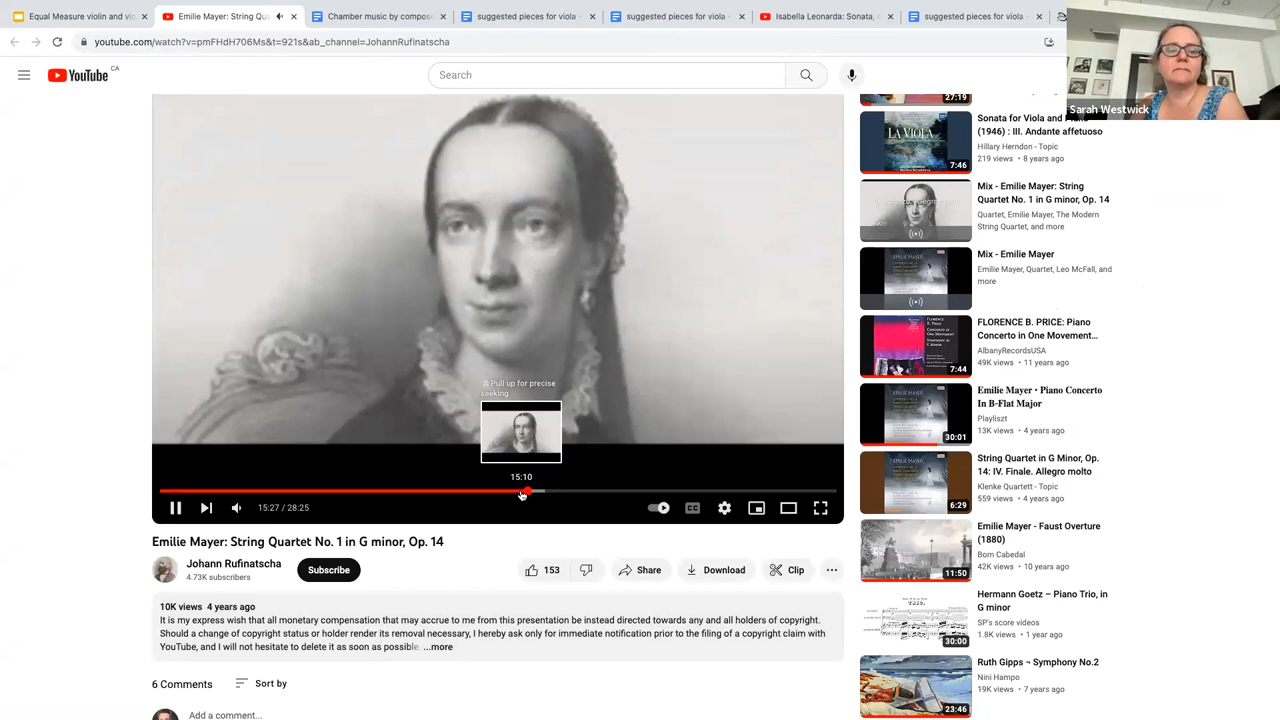 Equal Measure violin and vio
Emilie Mayer: String Qua
Chamber music by compose
suggested pieces for viola -
suggested pieces for viola -
Isabella Leonarda: Sonata, o
suggested pieces for viola -
youtube.com/watch?v=pmFHdH706Ms&t=921s&ab_channel=JohannRufinatscha
YouTube CA
Search
Sarah Westwick
27:19
LA VIOLA
7:46
Sonata for Viola and Piano
(1946) : III. Andante affetuoso
Hillary Herndon - Topic
219 views • 8 years ago
Mix - Emilie Mayer: String
Quartet No. 1 in G minor, Op. 14
Quartet, Emilie Mayer, The Modern
String Quartet, and more
EMILIE MAYER
Mix - Emilie Mayer
Emilie Mayer, Quartet, Leo McFall, and
more
FLORENCE B. PRICE
7:44
FLORENCE B. PRICE: Piano
Concerto in One Movement...
AlbanyRecordsUSA
49K views • 11 years ago
EMILIE MAYER
30:01
Emilie Mayer • Piano Concerto
In B-Flat Major
Playliszt
13K views • 4 years ago
EMILIE MAYER
6:29
String Quartet in G Minor, Op.
14: IV. Finale. Allegro molto
Klenke Quartett - Topic
559 views • 4 years ago
11:50
Emilie Mayer - Faust Overture
(1880)
Bom Cabedal
42K views • 10 years ago
30:00
Hermann Goetz – Piano Trio, in
G minor
SP's score videos
1.8K views • 1 year ago
23:46
Ruth Gipps ~ Symphony No.2
Nini Hampo
19K views • 7 years ago
Pull up for precise
seeking
15:10
15:27 / 28:25
Emilie Mayer: String Quartet No. 1 in G minor, Op. 14
Johann Rufinatscha
4.73K subscribers
Subscribe
153
Share
Download
Clip
10K views 4 years ago
It is my express wish that all monetary compensation that may accrue to me from this presentation be instead directed towards any and all holders of copyright.
Should a change of copyright status or holder render its removal necessary, I hereby ask only for immediate notification prior to the filing of a copyright claim with
YouTube, and I will not hesitate to delete it as soon as possible. ...more
6 Comments
Sort by
Add a comment...